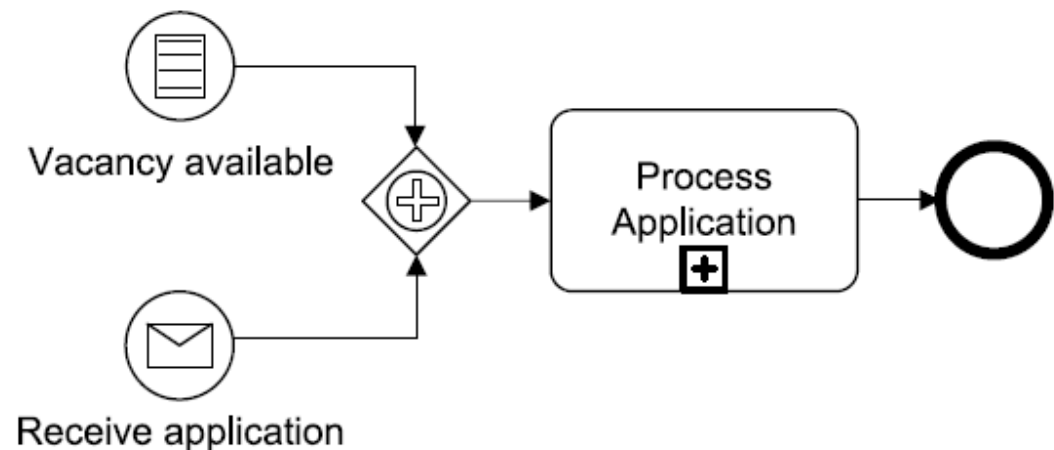 Vacancy available
Process
Application
Receive application